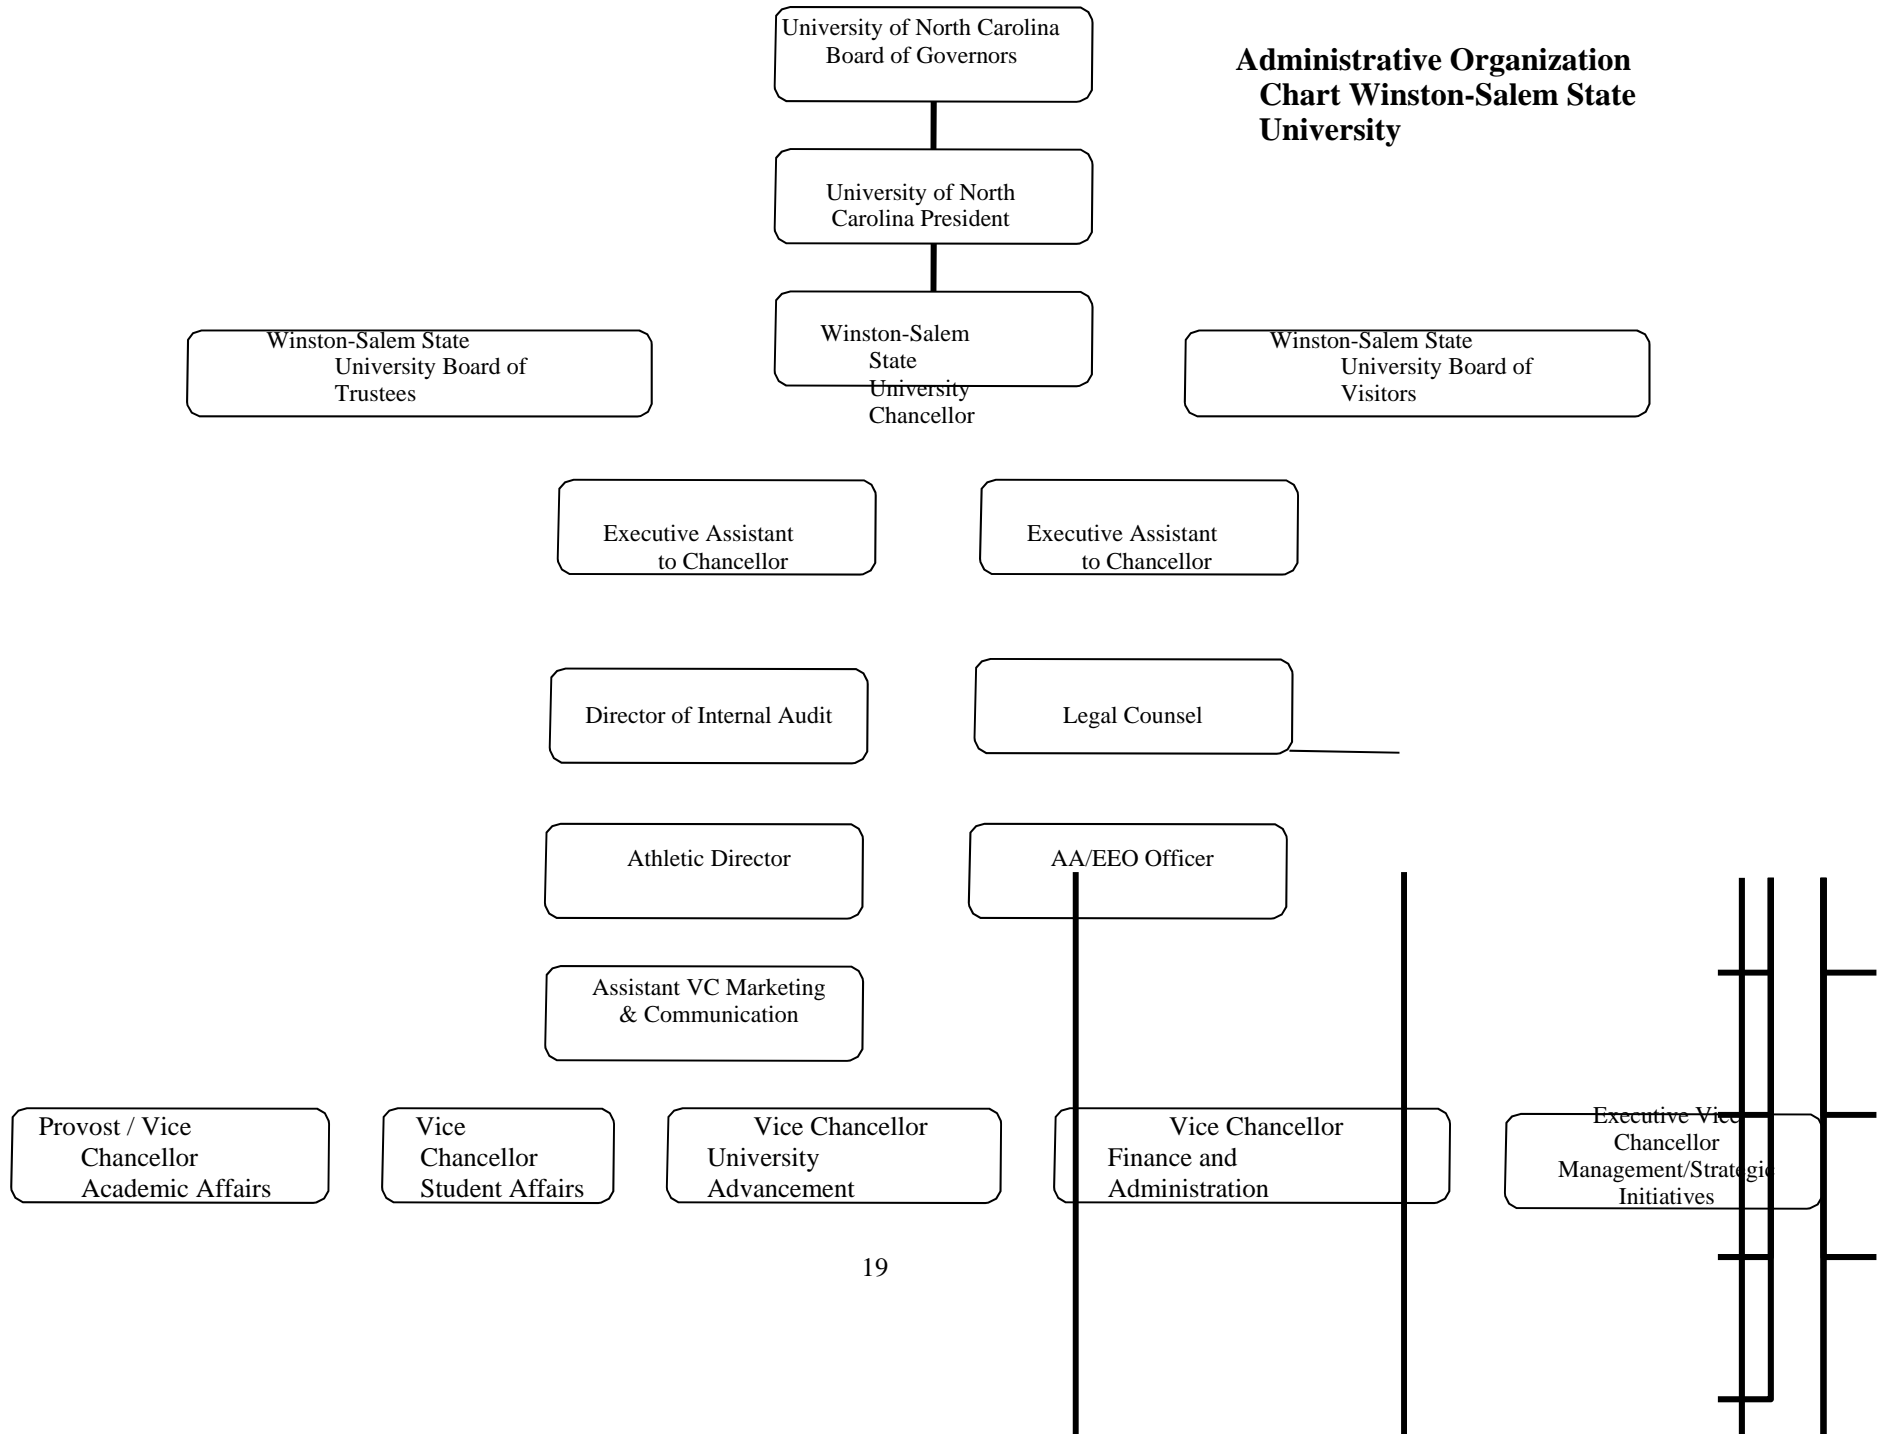 University of North Carolina
Board of Governors
Administrative Organization
Chart Winston-Salem State
University
University of North
Carolina President
Winston-Salem State
University Board of
Trustees
Winston-Salem
State
University
Chancellor
Winston-Salem State
University Board of
Visitors
Executive Assistant
to Chancellor
Executive Assistant
to Chancellor
Director of Internal Audit
Legal Counsel
Athletic Director
AA/EEO Officer
Assistant VC Marketing
& Communication
Provost / Vice
Chancellor
Academic Affairs
Vice
Chancellor
Student Affairs
Vice Chancellor
University
Advancement
Vice Chancellor
Finance and
Administration
Executive Vice
Chancellor
Management/Strategic
Initiatives
19